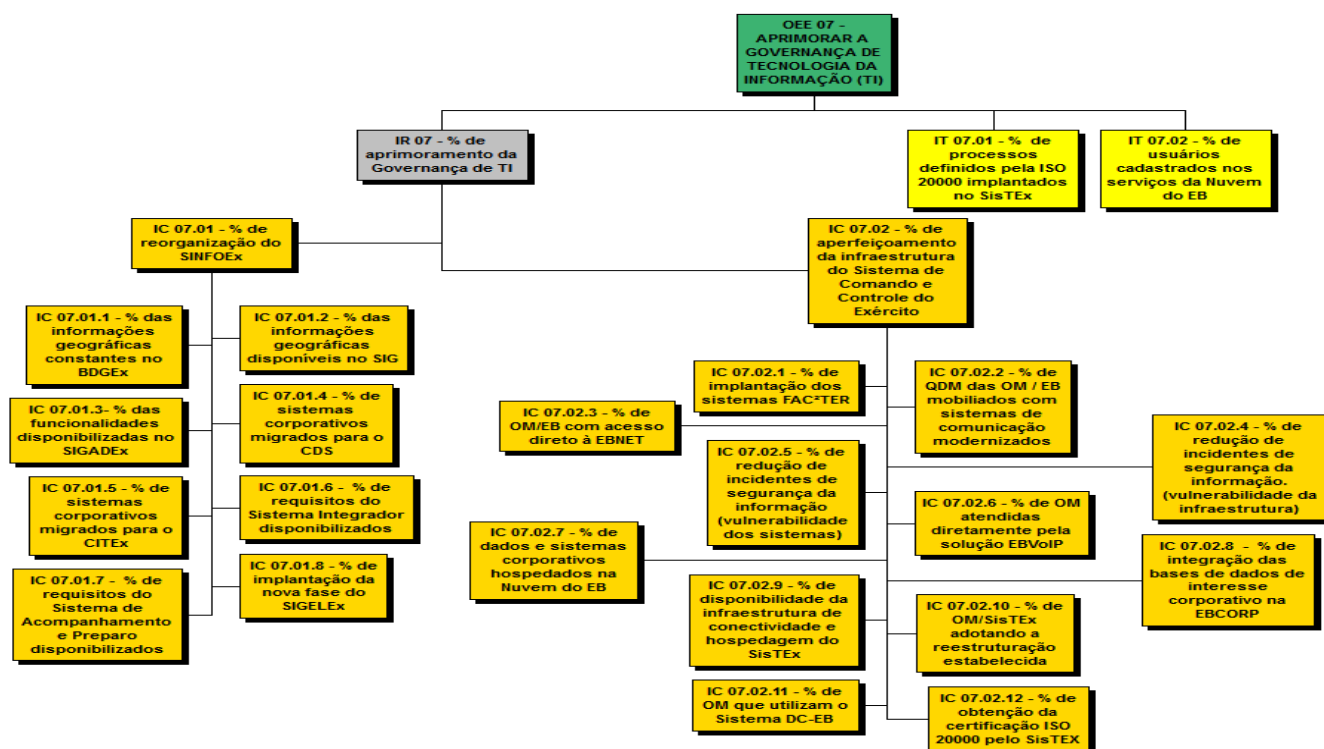 OEE 07 -
APRIMORAR A
GOVERNANÇA DE
TECNOLOGIA DA
INFORMAÇÃO (TI)
IR 07 - % de
aprimoramento da
Governança de TI
IT 07.01 - % de
processos
definidos pela ISO
20000 implantados
no SisTEx
IT 07.02 - % de
usuários
cadastrados nos
serviços da Nuvem
do EB
IC 07.01 - % de
reorganização do
SINFOEx
IC 07.02 - % de
aperfeiçoamento
da infraestrutura
do Sistema de
Comando e
Controle do
Exército
IC 07.01.1 - % das
informações
geográficas
constantes no
BDGEx
IC 07.01.2 - % das
informações
geográficas
disponíveis no SIG
IC 07.01.3- % das
funcionalidades
disponibilizadas no
SIGADEx
IC 07.01.4 - % de
sistemas
corporativos
migrados para o
CDS
IC 07.01.5 - % de
sistemas
corporativos
migrados para o
CITEx
IC 07.01.6 - % de
requisitos do
Sistema Integrador
disponibilizados
IC 07.01.7 - % de
requisitos do
Sistema de
Acompanhamento
e Preparo
disponibilizados
IC 07.01.8 - % de
implantação da
nova fase do
SIGELEx
IC 07.02.1 - % de
implantação dos
sistemas FAC²TER
IC 07.02.2 - % de
QDM das OM / EB
mobiliados com
sistemas de
comunicação
modernizados
IC 07.02.3 - % de
OM/EB com acesso
direto à EBNET
IC 07.02.4 - % de
redução de
incidentes de
segurança da
informação.
(vulnerabilidade da
infraestrutura)
IC 07.02.5 - % de
redução de
incidentes de
segurança da
informação
(vulnerabilidade
dos sistemas)
IC 07.02.6 - % de OM
atendidas
diretamente pela
solução EBVoIP
IC 07.02.7 - % de
dados e sistemas
corporativos
hospedados na
Nuvem do EB
IC 07.02.8 - % de
integração das
bases de dados de
interesse
corporativo na
EBCORP
IC 07.02.9 - % de
disponibilidade da
infraestrutura de
conectividade e
hospedagem do
SisTEx
IC 07.02.10 - % de
OM/SisTEx
adotando a
reestruturação
estabelecida
IC 07.02.11 - % de
OM que utilizam o
Sistema DC-EB
IC 07.02.12 - % de
obtenção da
certificação ISO
20000 pelo SisTEX